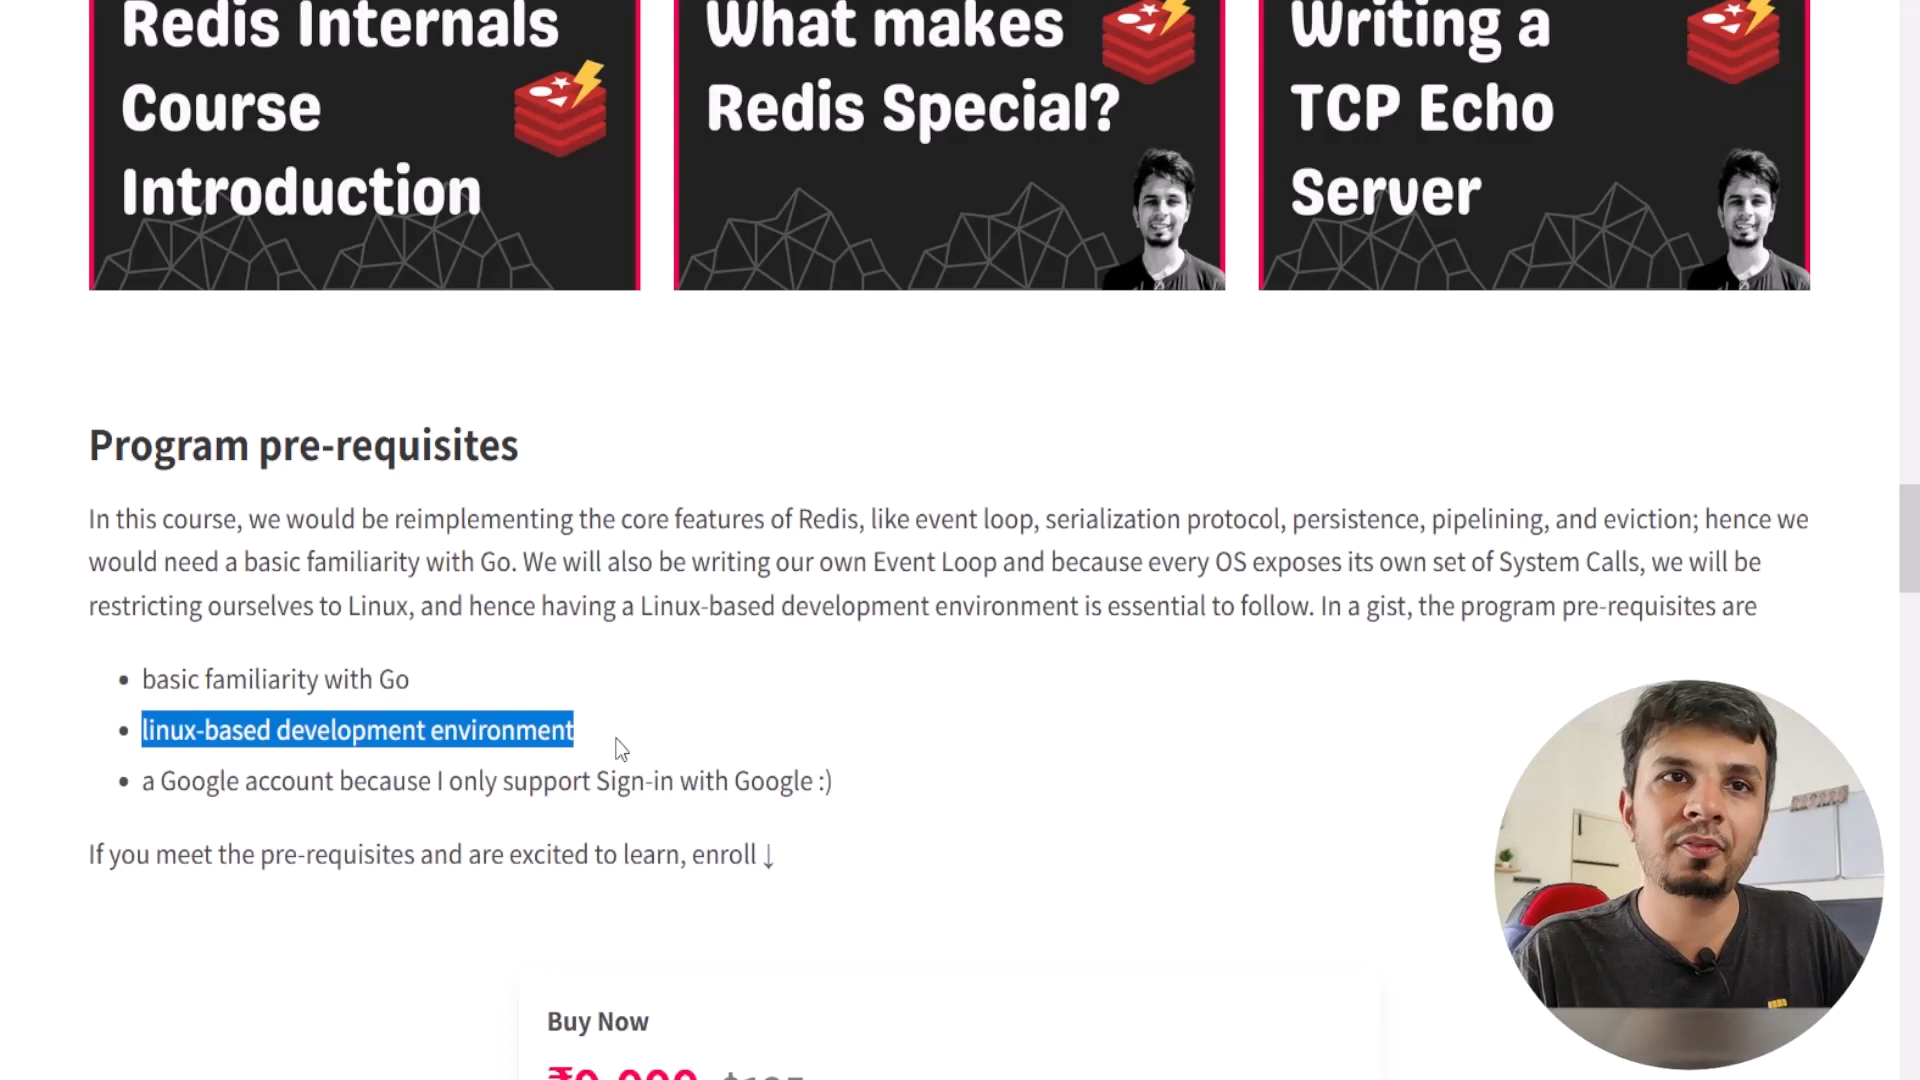 Redis Internals
Course
Introduction
What makes
Redis Special?
Writing a
TCP Echo
Server
Program pre-requisites
In this course, we would be reimplementing the core features of Redis, like event loop, serialization protocol, persistence, pipelining, and eviction; hence we
would need a basic familiarity with Go. We will also be writing our own Event Loop and because every OS exposes its own set of System Calls, we will be
restricting ourselves to Linux, and hence having a Linux-based development environment is essential to follow. In a gist, the program pre-requisites are
• basic familiarity with Go
• linux-based development environment
• a Google account because I only support Sign-in with Google :)
If you meet the pre-requisites and are excited to learn, enroll ↓
Buy Now